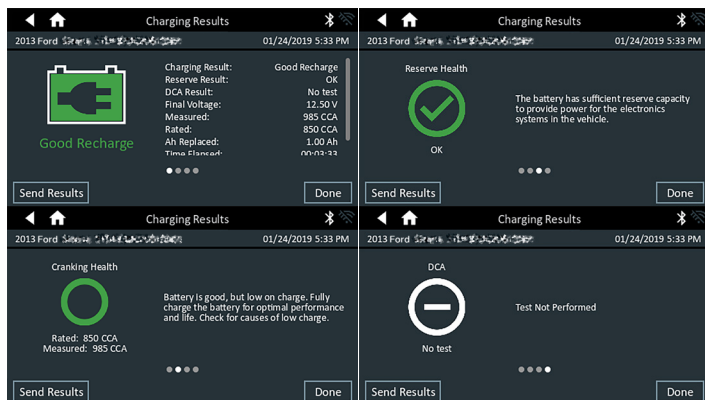 Charging Results
2013 Ford
01/24/2019 5:33 PM
Good Recharge
Charging Result: Good Recharge
Reserve Result: OK
DCA Result: No test
Final Voltage: 12.50 V
Measured: 985 CCA
Rated: 850 CCA
Ah Replaced: 1.00 Ah
Time Elapsed: 00:03:33
Send Results
Done
Charging Results
2013 Ford
01/24/2019 5:33 PM
Reserve Health
OK
The battery has sufficient reserve capacity
to provide power for the electronics
systems in the vehicle.
Send Results
Done
Charging Results
2013 Ford
01/24/2019 5:33 PM
Cranking Health
Rated: 850 CCA
Measured: 985 CCA
Battery is good, but low on charge. Fully
charge the battery for optimal performance
and life. Check for causes of low charge.
Send Results
Done
Charging Results
2013 Ford
01/24/2019 5:33 PM
DCA
No test
Test Not Performed
Send Results
Done